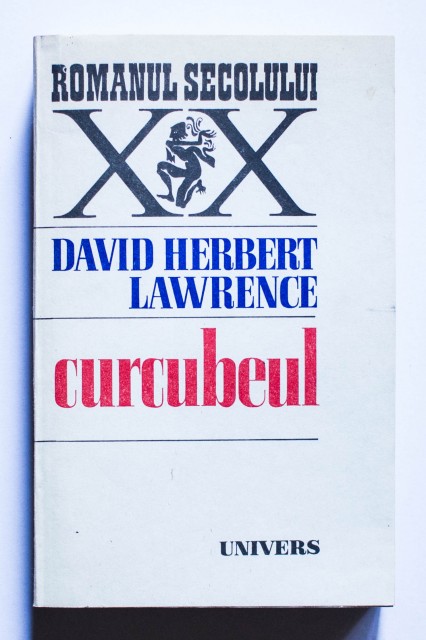 ROMANUL SECOLULUI
XX
DAVID HERBERT
LAWRENCE
curcubeul
UNIVERS